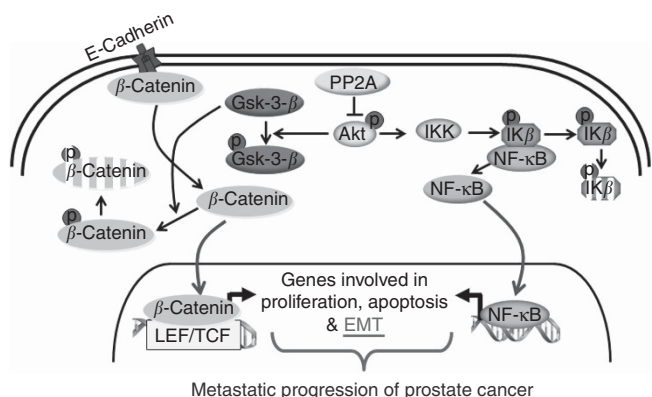 E-Cadherin
β-Catenin
Gsk-3-β
PP2A
Akt
p
IKK
p
IKβ
NF-κB
p
IKβ
p
Gsk-3-β
p
β-Catenin
p
IKβ
NF-κB
β-Catenin
p
β-Catenin
Genes involved in
proliferation, apoptosis
& EMT
β-Catenin
LEF/TCF
NF-κB
Metastatic progression of prostate cancer